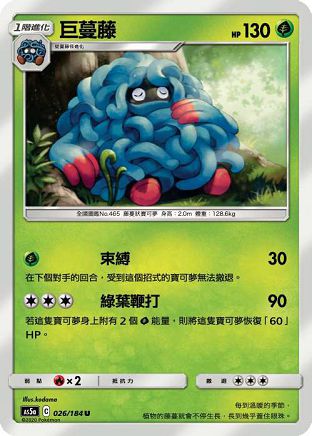 1階進化
巨蔓藤
HP 130
從蔓藤怪進化
全國圖鑑No.465 藤蔓狀寶可夢 身高：2.0m 體重：128.6kg
束縛 30
在下個對手的回合，受到這個招式的寶可夢無法撤退。
綠葉鞭打 90
若這隻寶可夢身上附有2個能量，則將這隻寶可夢恢復「60」
HP。
弱點 ×2 抵抗力 撤退
Illus.kodama
AS5a C 026/184 U
©2020 Pokémon
每到溫暖的季節，
植物的藤蔓就會不停生長，長到幾乎蓋住眼珠。